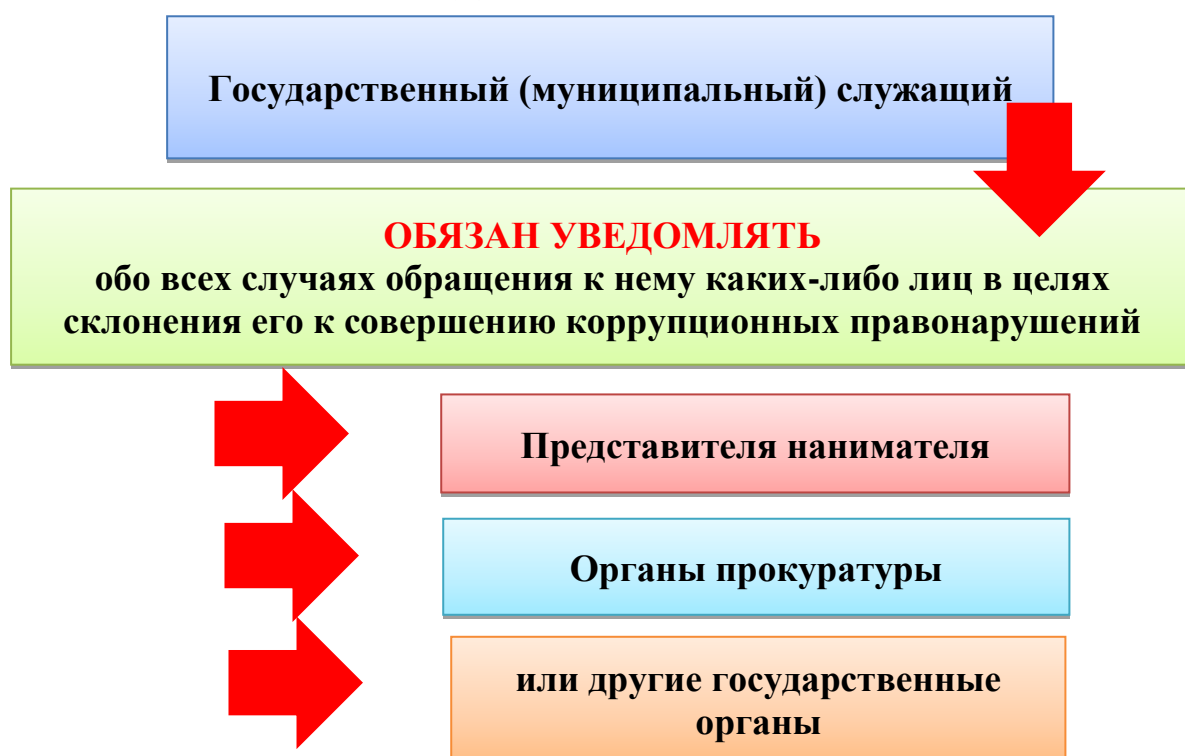 Государственный (муниципальный) служащий
ОБЯЗАН УВЕДОМЛЯТЬ
обо всех случаях обращения к нему каких-либо лиц в целях
склонения его к совершению коррупционных правонарушений
Представителя нанимателя
Органы прокуратуры
или другие государственные
органы